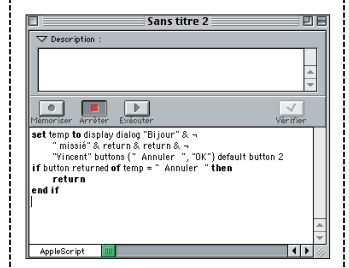 Sans titre 2
Description :
Mémoriser Arrêter Exécuter Vérifier
set temp to display dialog "Bijour" & ¬
" missié" & return & return & ¬
"Yincent" buttons {" Annuler ", "OK"} default button 2
if button returned of temp = " Annuler " then
return
end if
AppleScript